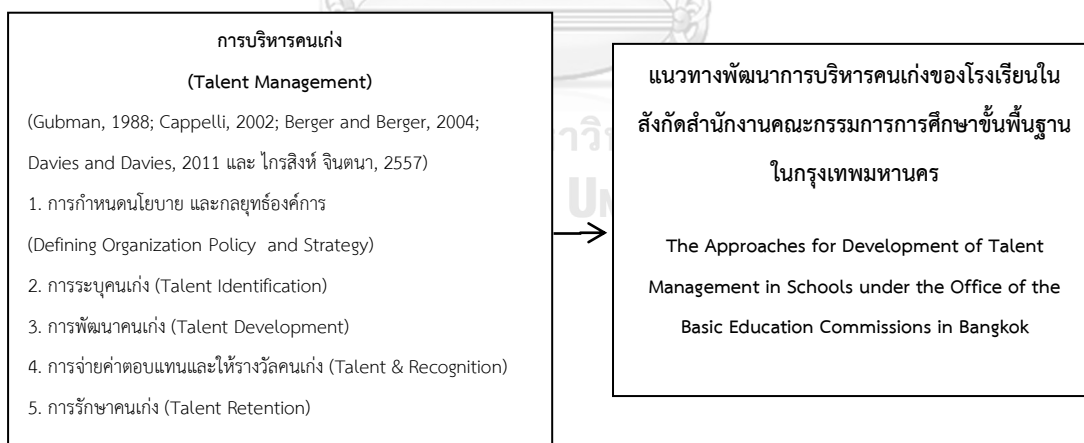 การบริหารคนเก่ง
(Talent Management)
(Gubman, 1988; Cappelli, 2002; Berger and Berger, 2004;
Davies and Davies, 2011 และ ไกรสิงห์ จินตนา, 2557)
1. การกำหนดนโยบาย และกลยุทธ์องค์การ
(Defining Organization Policy and Strategy)
2. การระบุคนเก่ง (Talent Identification)
3. การพัฒนาคนเก่ง (Talent Development)
4. การจ่ายค่าตอบแทนและให้รางวัลคนเก่ง (Talent & Recognition)
5. การรักษาคนเก่ง (Talent Retention)
แนวทางพัฒนาการบริหารคนเก่งของโรงเรียนใน
สังกัดสำนักงานคณะกรรมการการศึกษาขั้นพื้นฐาน
ในกรุงเทพมหานคร
The Approaches for Development of Talent
Management in Schools under the Office of the
Basic Education Commissions in Bangkok